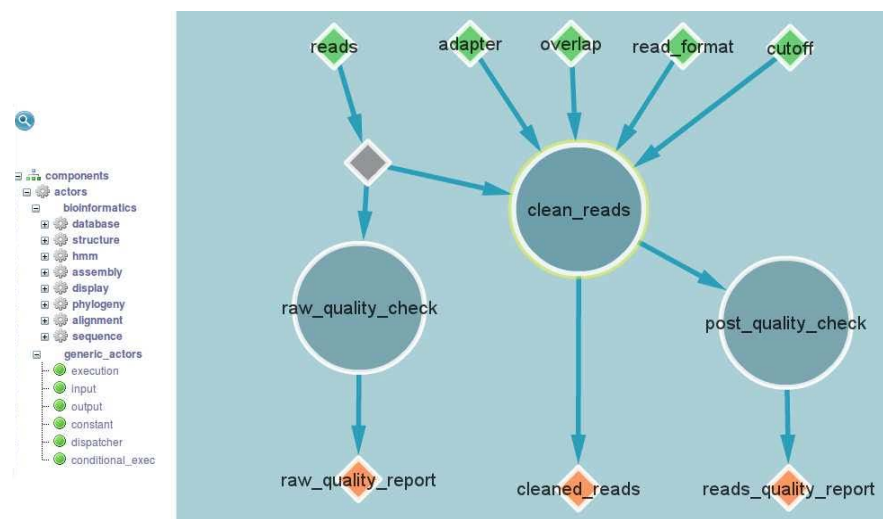 components
actors
bioinformatics
database
structure
hmm
assembly
display
phylogeny
alignment
sequence
generic_actors
execution
input
output
constant
dispatcher
conditional_exec
reads
adapter
overlap
read_format
cutoff
clean_reads
raw_quality_check
post_quality_check
raw_quality_report
cleaned_reads
reads_quality_report